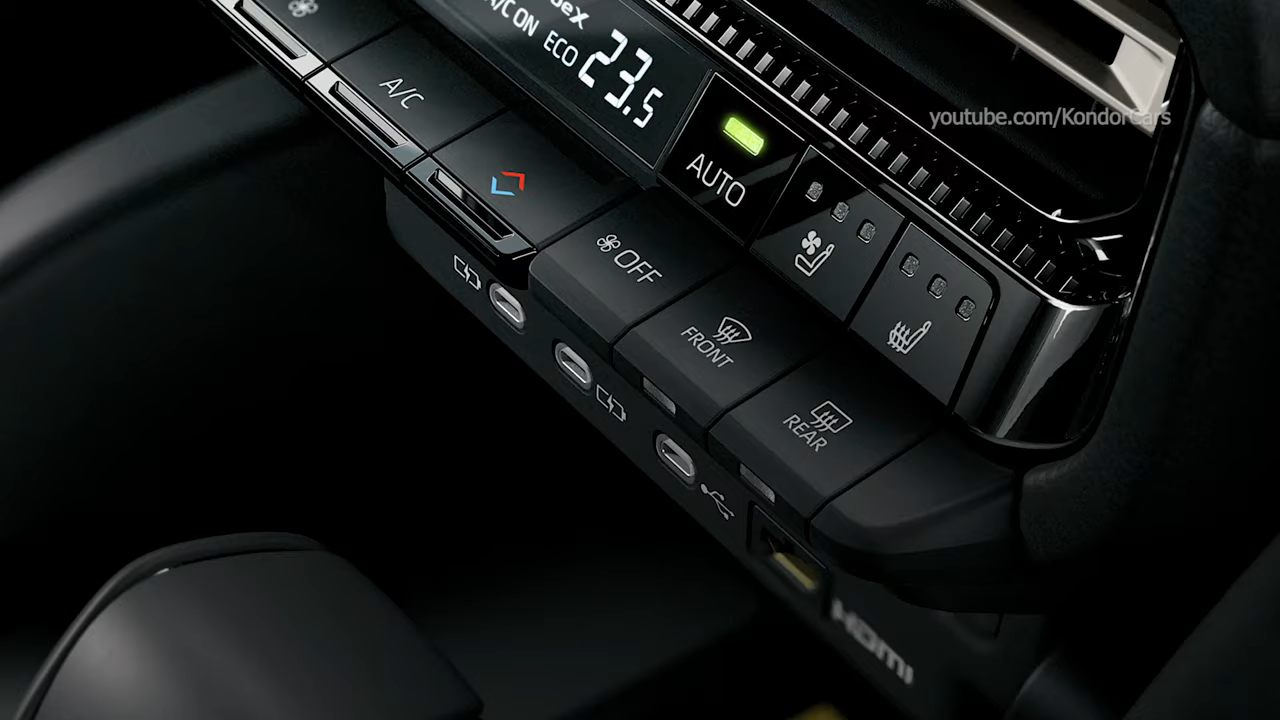 A/C ON
ECO
23.5
A/C
AUTO
OFF
FRONT
REAR
HDMI
youtube.com/KondorCars